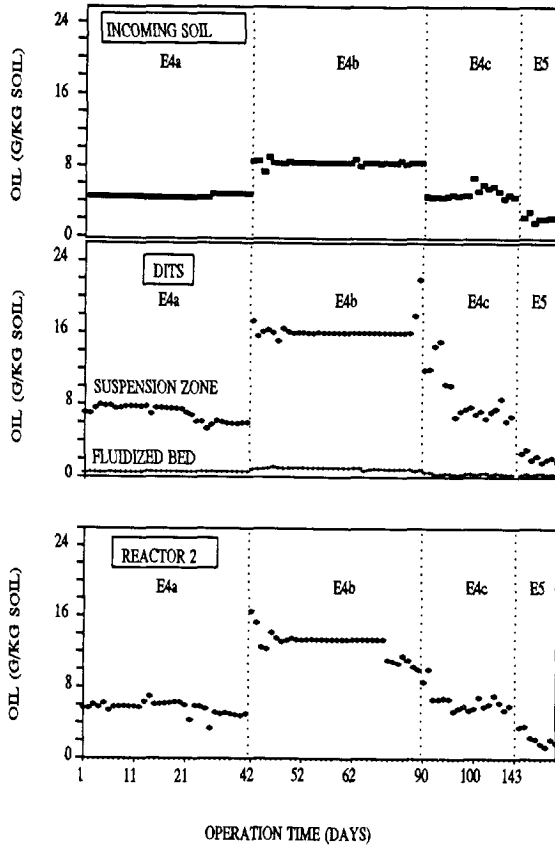 24
INCOMING SOIL
E4a
E4b
E4c
E5
16
8
0
OIL (G/KG SOIL)
24
DITS
E4a
E4b
E4c
E5
16
SUSPENSION ZONE
8
FLUIDIZED BED
0
OIL (G/KG SOIL)
24
REACTOR 2
E4a
E4b
E4c
E5
16
8
0
OIL (G/KG SOIL)
1 11 21 42 52 62 90 100 143
OPERATION TIME (DAYS)